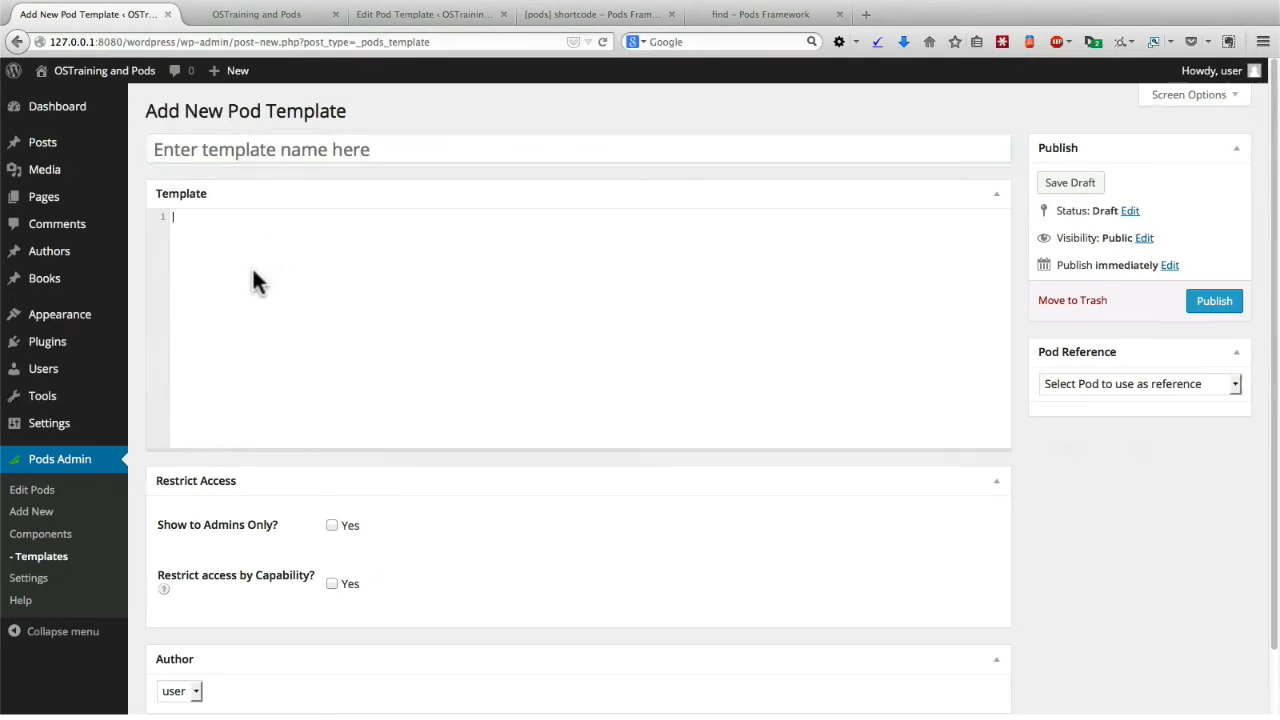 Add New Pod Template ‹ OSTr... OSTraining and Pods Edit Pod Template ‹ OSTrainin... [pods] shortcode – Pods Fram... find – Pods Framework
127.0.0.1:8080/wordpress/wp-admin/post-new.php?post_type=_pods_template Google
OSTraining and Pods 0 New Howdy, user
Screen Options
Dashboard
Posts
Media
Pages
Comments
Authors
Books
Appearance
Plugins
Users
Tools
Settings
Pods Admin
Edit Pods
Add New
Components
- Templates
Settings
Help
Collapse menu
Add New Pod Template
Enter template name here
Template
1
Restrict Access
Show to Admins Only? Yes
Restrict access by Capability? Yes
?
Author
user
Publish
Save Draft
Status: Draft Edit
Visibility: Public Edit
Publish immediately Edit
Move to Trash Publish
Pod Reference
Select Pod to use as reference